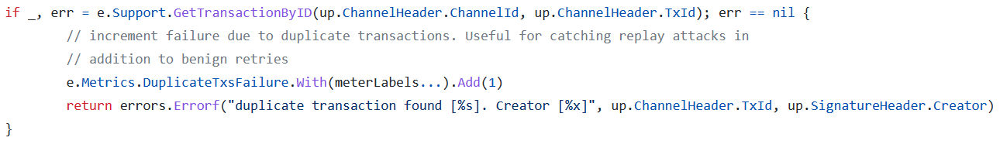 if _, err = e.Support.GetTransactionByID(up.ChannelHeader.ChannelId, up.ChannelHeader.TxId); err == nil {
// increment failure due to duplicate transactions. Useful for catching replay attacks in
// addition to benign retries
e.Metrics.DuplicateTxsFailure.With(meterLabels...).Add(1)
return errors.Errorf("duplicate transaction found [%s]. Creator [%x]", up.ChannelHeader.TxId, up.SignatureHeader.Creator)
}